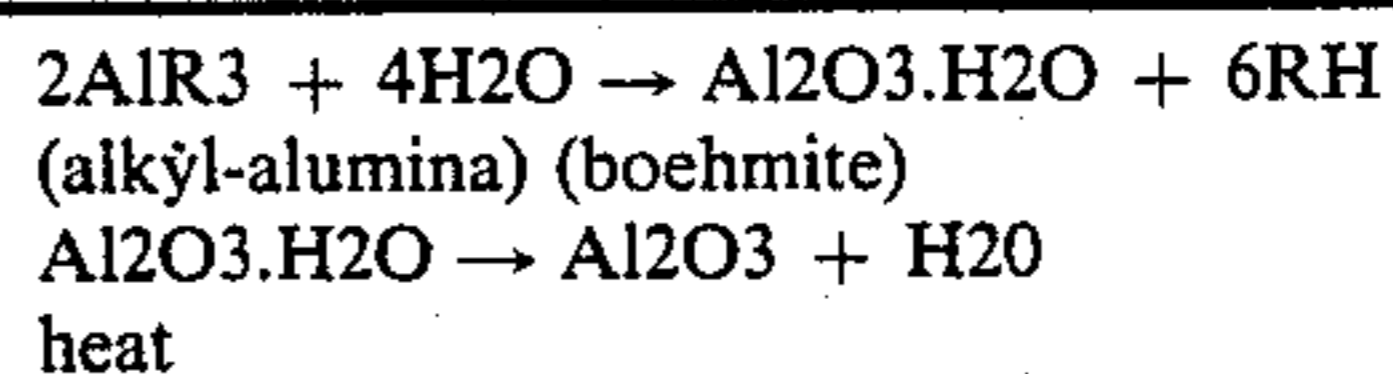 2AlR3 + 4H2O → Al2O3.H2O + 6RH
(alkyl-alumina) (boehmite)
Al2O3.H2O → Al2O3 + H20
heat